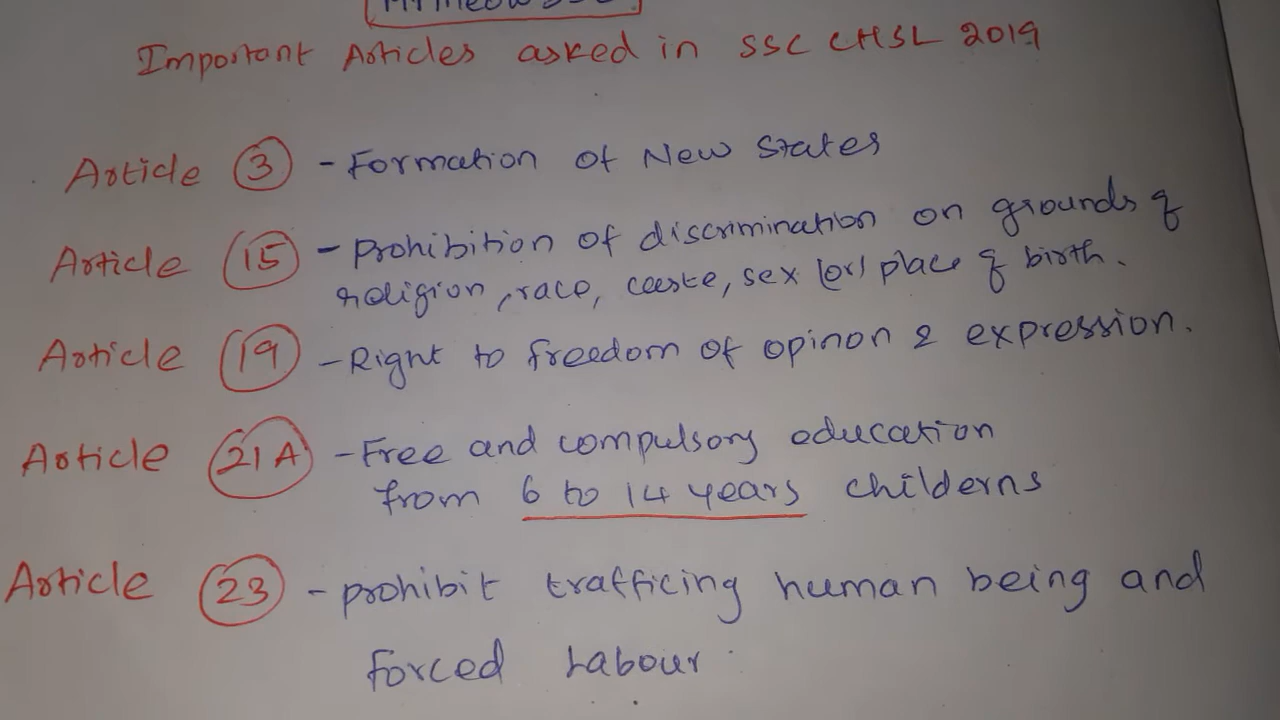 Important Articles asked in SSC CHSL 2019
Article 3 - Formation of New States
Article 15 - prohibition of discrimination on grounds of
religion, race, caste, sex (or) place of birth.
Article 19 - Right to freedom of opinon & expression.
Article 21A - Free and compulsory education
from 6 to 14 years childerns
Article 23 - prohibit trafficing human being and
forced Labour.